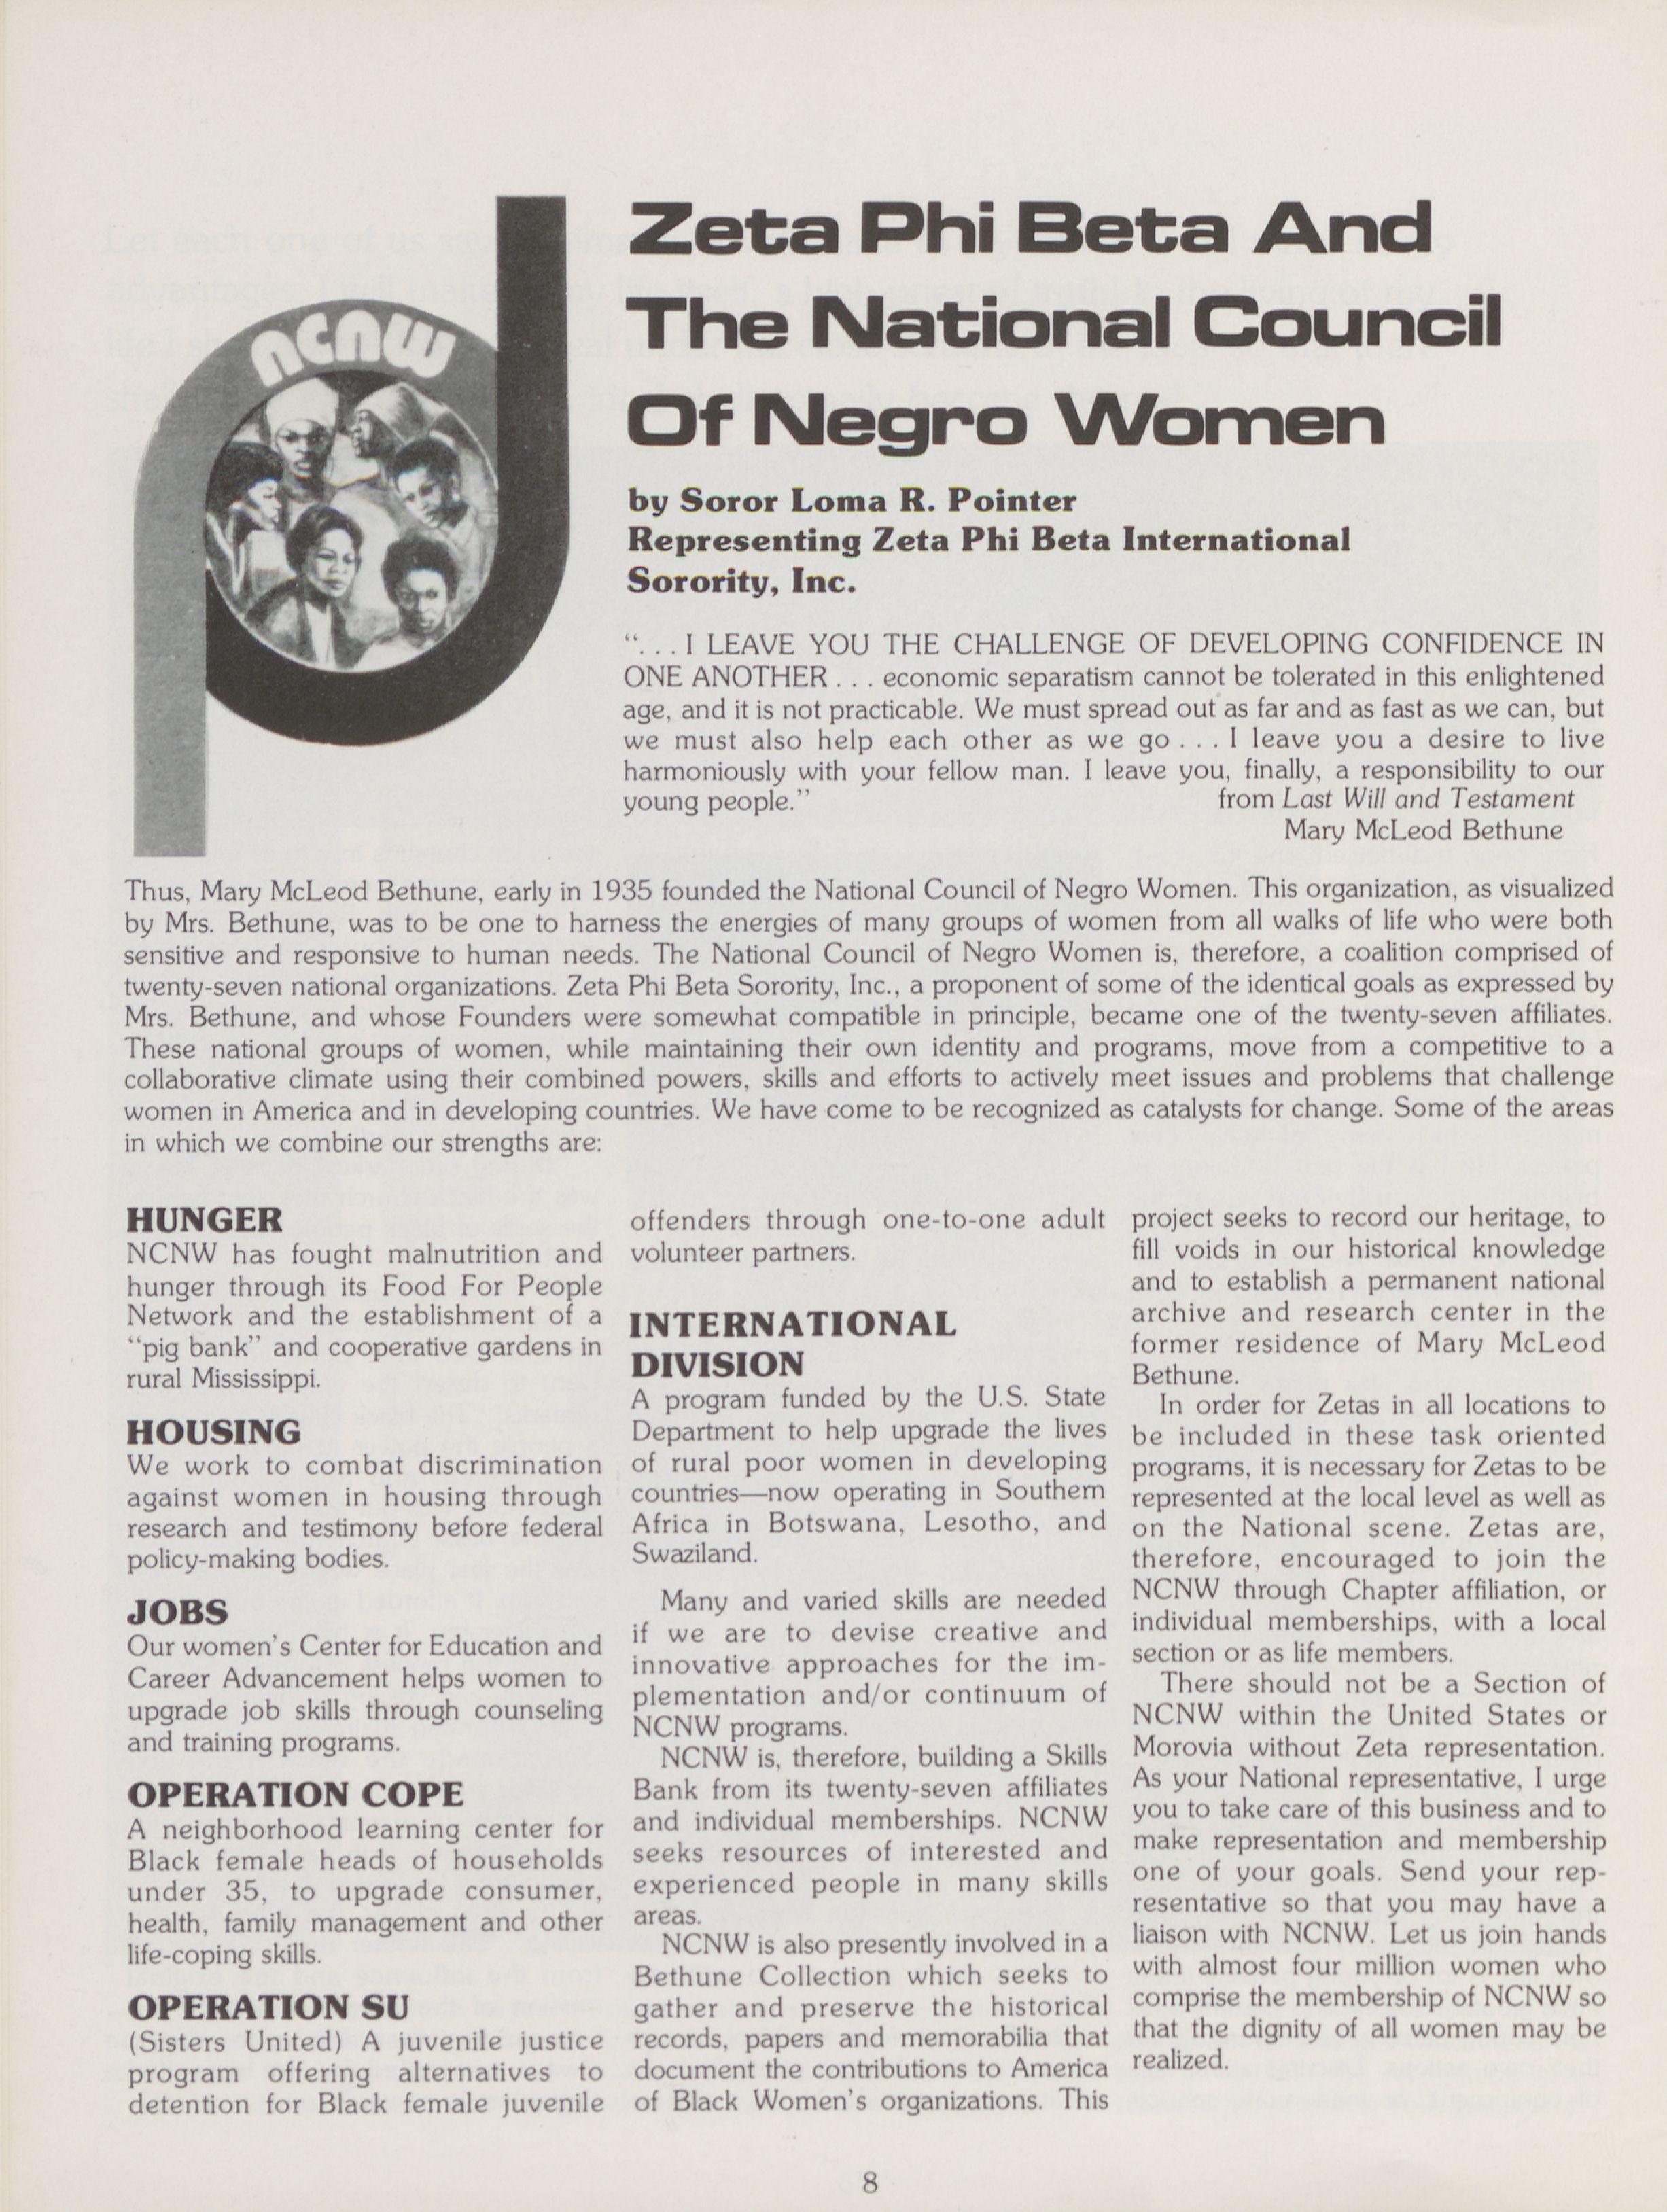 ncnw
Zeta Phi Beta And
The National Council
Of Negro Women
by Soror Loma R. Pointer
Representing Zeta Phi Beta International
Sorority, Inc.
“. . . I LEAVE YOU THE CHALLENGE OF DEVELOPING CONFIDENCE IN
ONE ANOTHER . . . economic separatism cannot be tolerated in this enlightened
age, and it is not practicable. We must spread out as far and as fast as we can, but
we must also help each other as we go . . . I leave you a desire to live
harmoniously with your fellow man. I leave you, finally, a responsibility to our
young people.”
from Last Will and Testament
Mary McLeod Bethune
Thus, Mary McLeod Bethune, early in 1935 founded the National Council of Negro Women. This organization, as visualized
by Mrs. Bethune, was to be one to harness the energies of many groups of women from all walks of life who were both
sensitive and responsive to human needs. The National Council of Negro Women is, therefore, a coalition comprised of
twenty-seven national organizations. Zeta Phi Beta Sorority, Inc., a proponent of some of the identical goals as expressed by
Mrs. Bethune, and whose Founders were somewhat compatible in principle, became one of the twenty-seven affiliates.
These national groups of women, while maintaining their own identity and programs, move from a competitive to a
collaborative climate using their combined powers, skills and efforts to actively meet issues and problems that challenge
women in America and in developing countries. We have come to be recognized as catalysts for change. Some of the areas
in which we combine our strengths are:
HUNGER
NCNW has fought malnutrition and
hunger through its Food For People
Network and the establishment of a
“pig bank” and cooperative gardens in
rural Mississippi.
HOUSING
We work to combat discrimination
against women in housing through
research and testimony before federal
policy-making bodies.
JOBS
Our women's Center for Education and
Career Advancement helps women to
upgrade job skills through counseling
and training programs.
OPERATION COPE
A neighborhood learning center for
Black female heads of households
under 35, to upgrade consumer,
health, family management and other
life-coping skills.
OPERATION SU
(Sisters United) A juvenile justice
program offering alternatives to
detention for Black female juvenile
offenders through one-to-one adult
volunteer partners.
INTERNATIONAL
DIVISION
A program funded by the U.S. State
Department to help upgrade the lives
of rural poor women in developing
countries—now operating in Southern
Africa in Botswana, Lesotho, and
Swaziland.
Many and varied skills are needed
if we are to devise creative and
innovative approaches for the im-
plementation and/or continuum of
NCNW programs.
NCNW is, therefore, building a Skills
Bank from its twenty-seven affiliates
and individual memberships. NCNW
seeks resources of interested and
experienced people in many skills
areas.
NCNW is also presently involved in a
Bethune Collection which seeks to
gather and preserve the historical
records, papers and memorabilia that
document the contributions to America
of Black Women's organizations. This
project seeks to record our heritage, to
fill voids in our historical knowledge
and to establish a permanent national
archive and research center in the
former residence of Mary McLeod
Bethune.
In order for Zetas in all locations to
be included in these task oriented
programs, it is necessary for Zetas to be
represented at the local level as well as
on the National scene. Zetas are,
therefore, encouraged to join the
NCNW through Chapter affiliation, or
individual memberships, with a local
section or as life members.
There should not be a Section of
NCNW within the United States or
Morovia without Zeta representation.
As your National representative, I urge
you to take care of this business and to
make representation and membership
one of your goals. Send your rep-
resentative so that you may have a
liaison with NCNW. Let us join hands
with almost four million women who
comprise the membership of NCNW so
that the dignity of all women may be
realized.
8